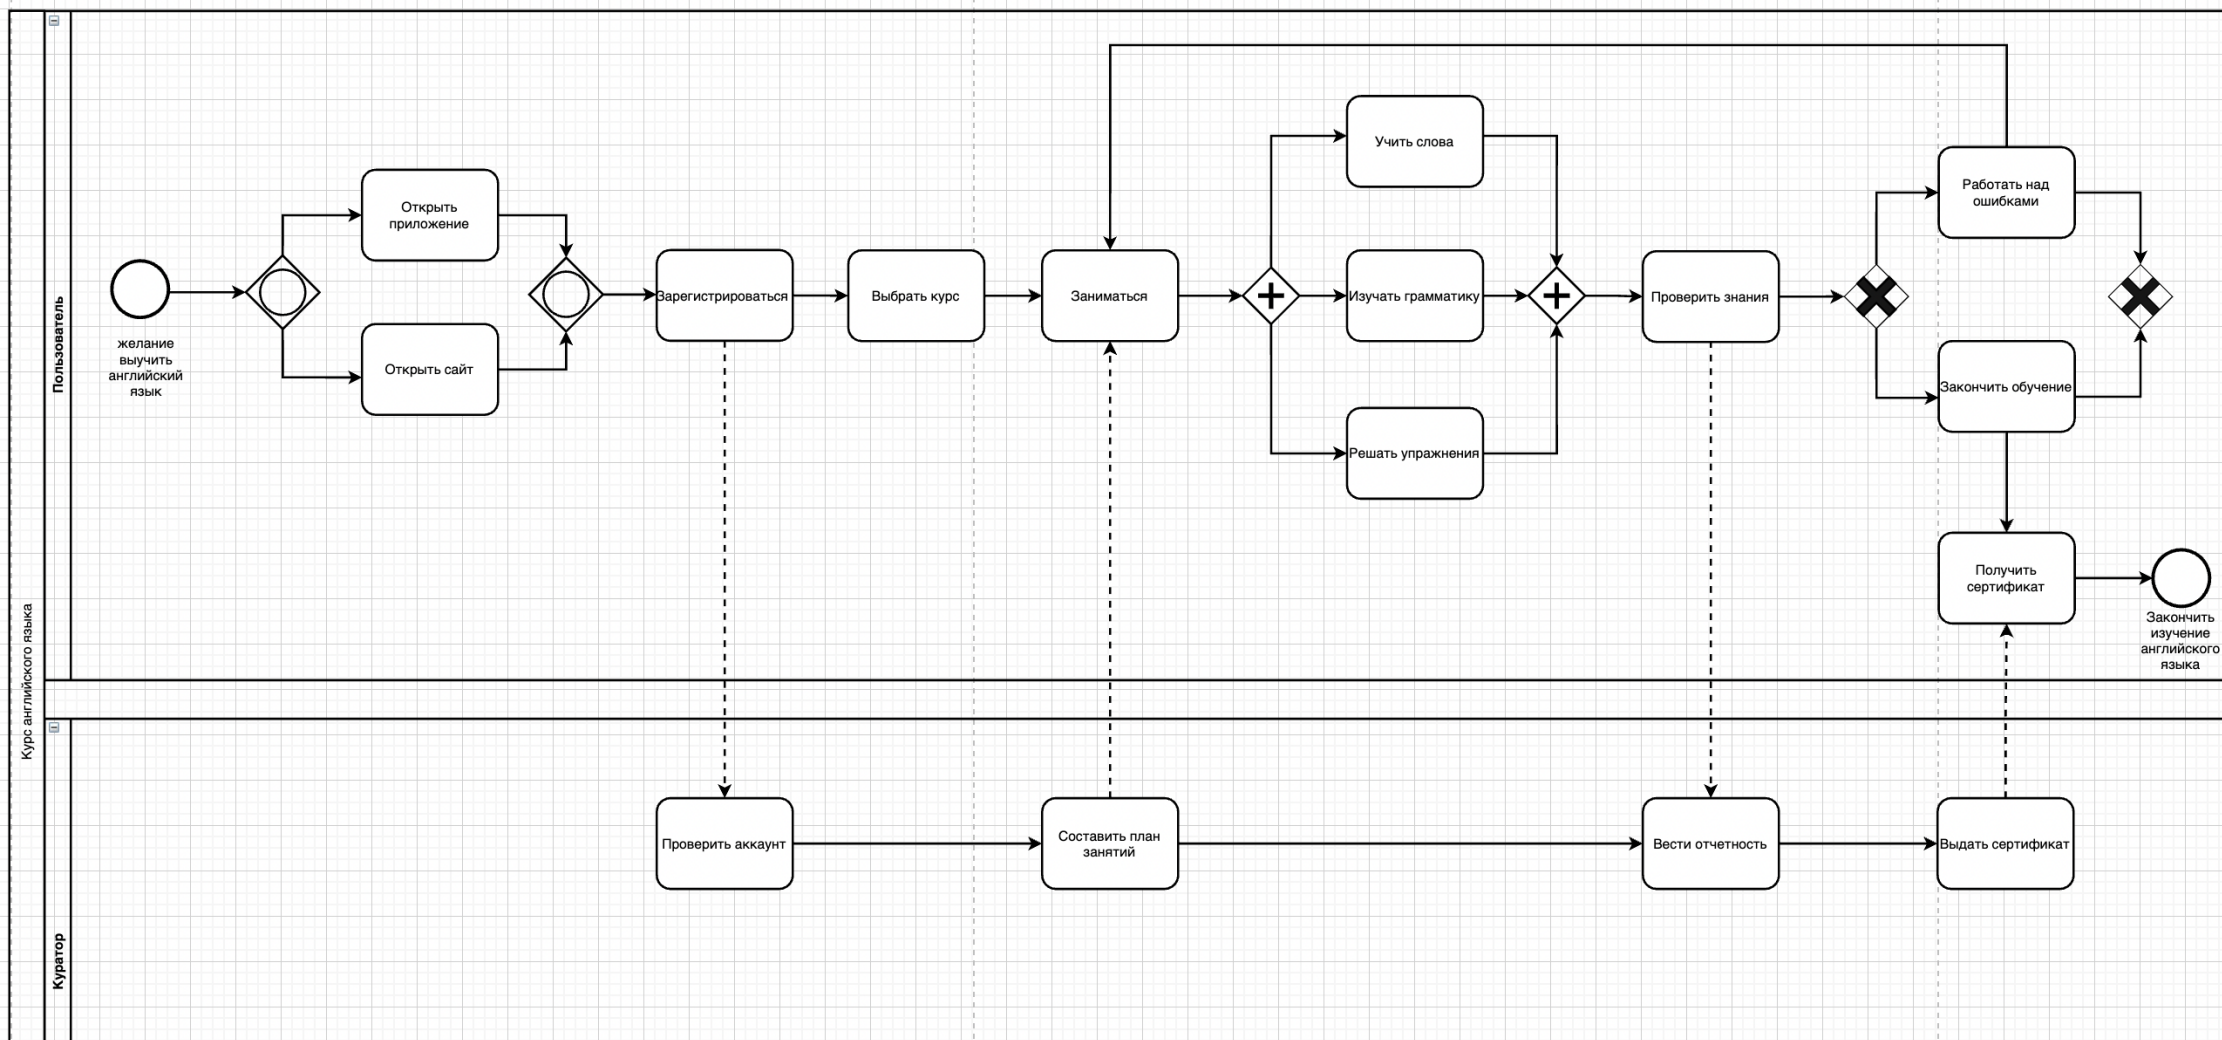 Курс английского языка
Пользователь
желание
выучить
английский
язык
Открыть
приложение
Открыть сайт
Зарегистрироваться
Выбрать курс
Заниматься
Учить слова
Изучать грамматику
Решать упражнения
Проверить знания
Работать над
ошибками
Закончить обучение
Получить
сертификат
Закончить
изучение
английского
языка
Куратор
Проверить аккаунт
Составить план
занятий
Вести отчетность
Выдать сертификат